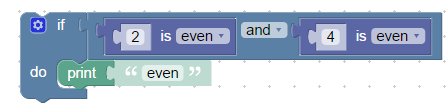 if 2 is even and 4 is even
do print “ even ”